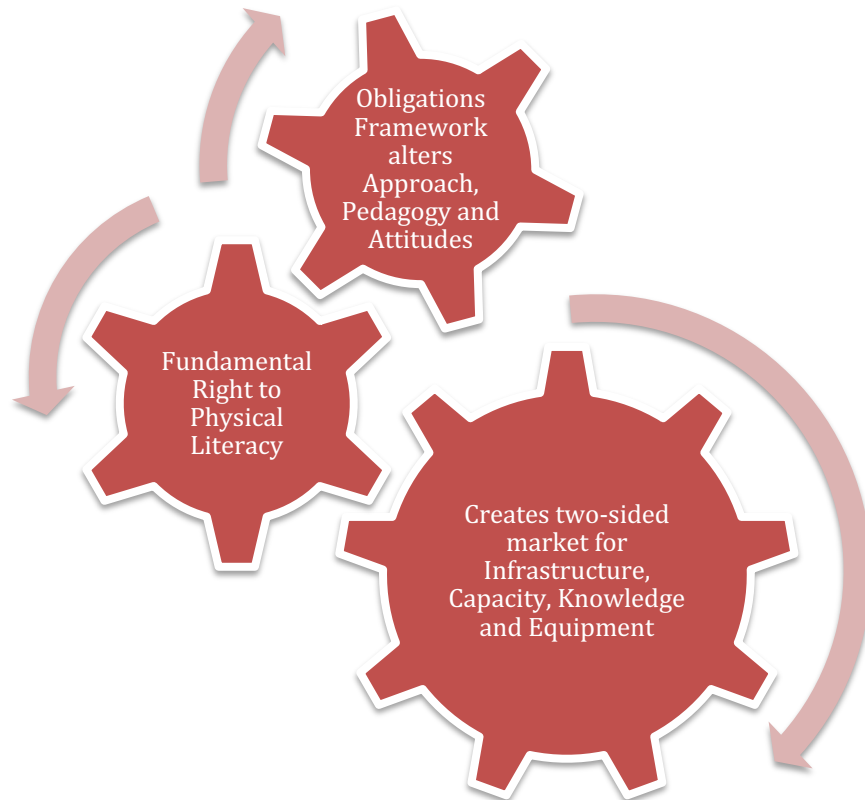 Obligations
Framework
alters
Approach,
Pedagogy and
Attitudes
Fundamental
Right to
Physical
Literacy
Creates two-sided
market for
Infrastructure,
Capacity, Knowledge
and Equipment